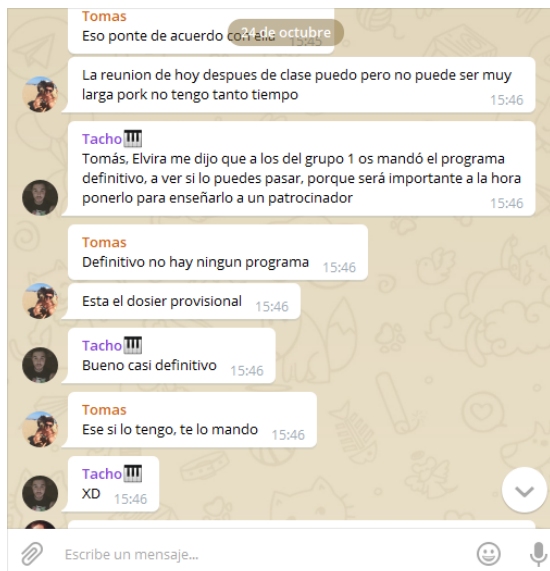 Tomas
24 de octubre
Eso ponte de acuerdo con ella 15:45
La reunion de hoy despues de clase puedo pero no puede ser muy
larga pork no tengo tanto tiempo
15:46
Tacho🎹
Tomás, Elvira me dijo que a los del grupo 1 os mandó el programa
definitivo, a ver si lo puedes pasar, porque será importante a la hora
ponerlo para enseñarlo a un patrocinador
15:46
Tomas
Definitivo no hay ningun programa 15:46
Esta el dosier provisional 15:46
Tacho🎹
Bueno casi definitivo 15:46
Tomas
Ese si lo tengo, te lo mando 15:46
Tacho🎹
XD 15:46
Escribe un mensaje...